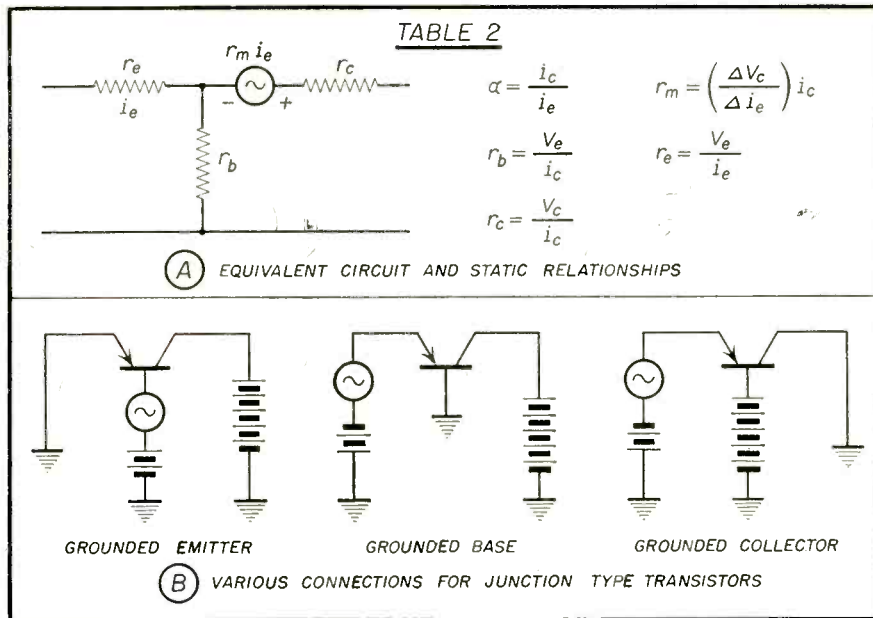 TABLE 2
r_e
i_e
r_m i_e
r_c
- +
r_b
α = i_c / i_e
r_m = (ΔV_c / Δi_e) i_c
r_b = V_e / i_c
r_e = V_e / i_e
r_c = V_c / i_c
A EQUIVALENT CIRCUIT AND STATIC RELATIONSHIPS
GROUNDED EMITTER
GROUNDED BASE
GROUNDED COLLECTOR
B VARIOUS CONNECTIONS FOR JUNCTION TYPE TRANSISTORS